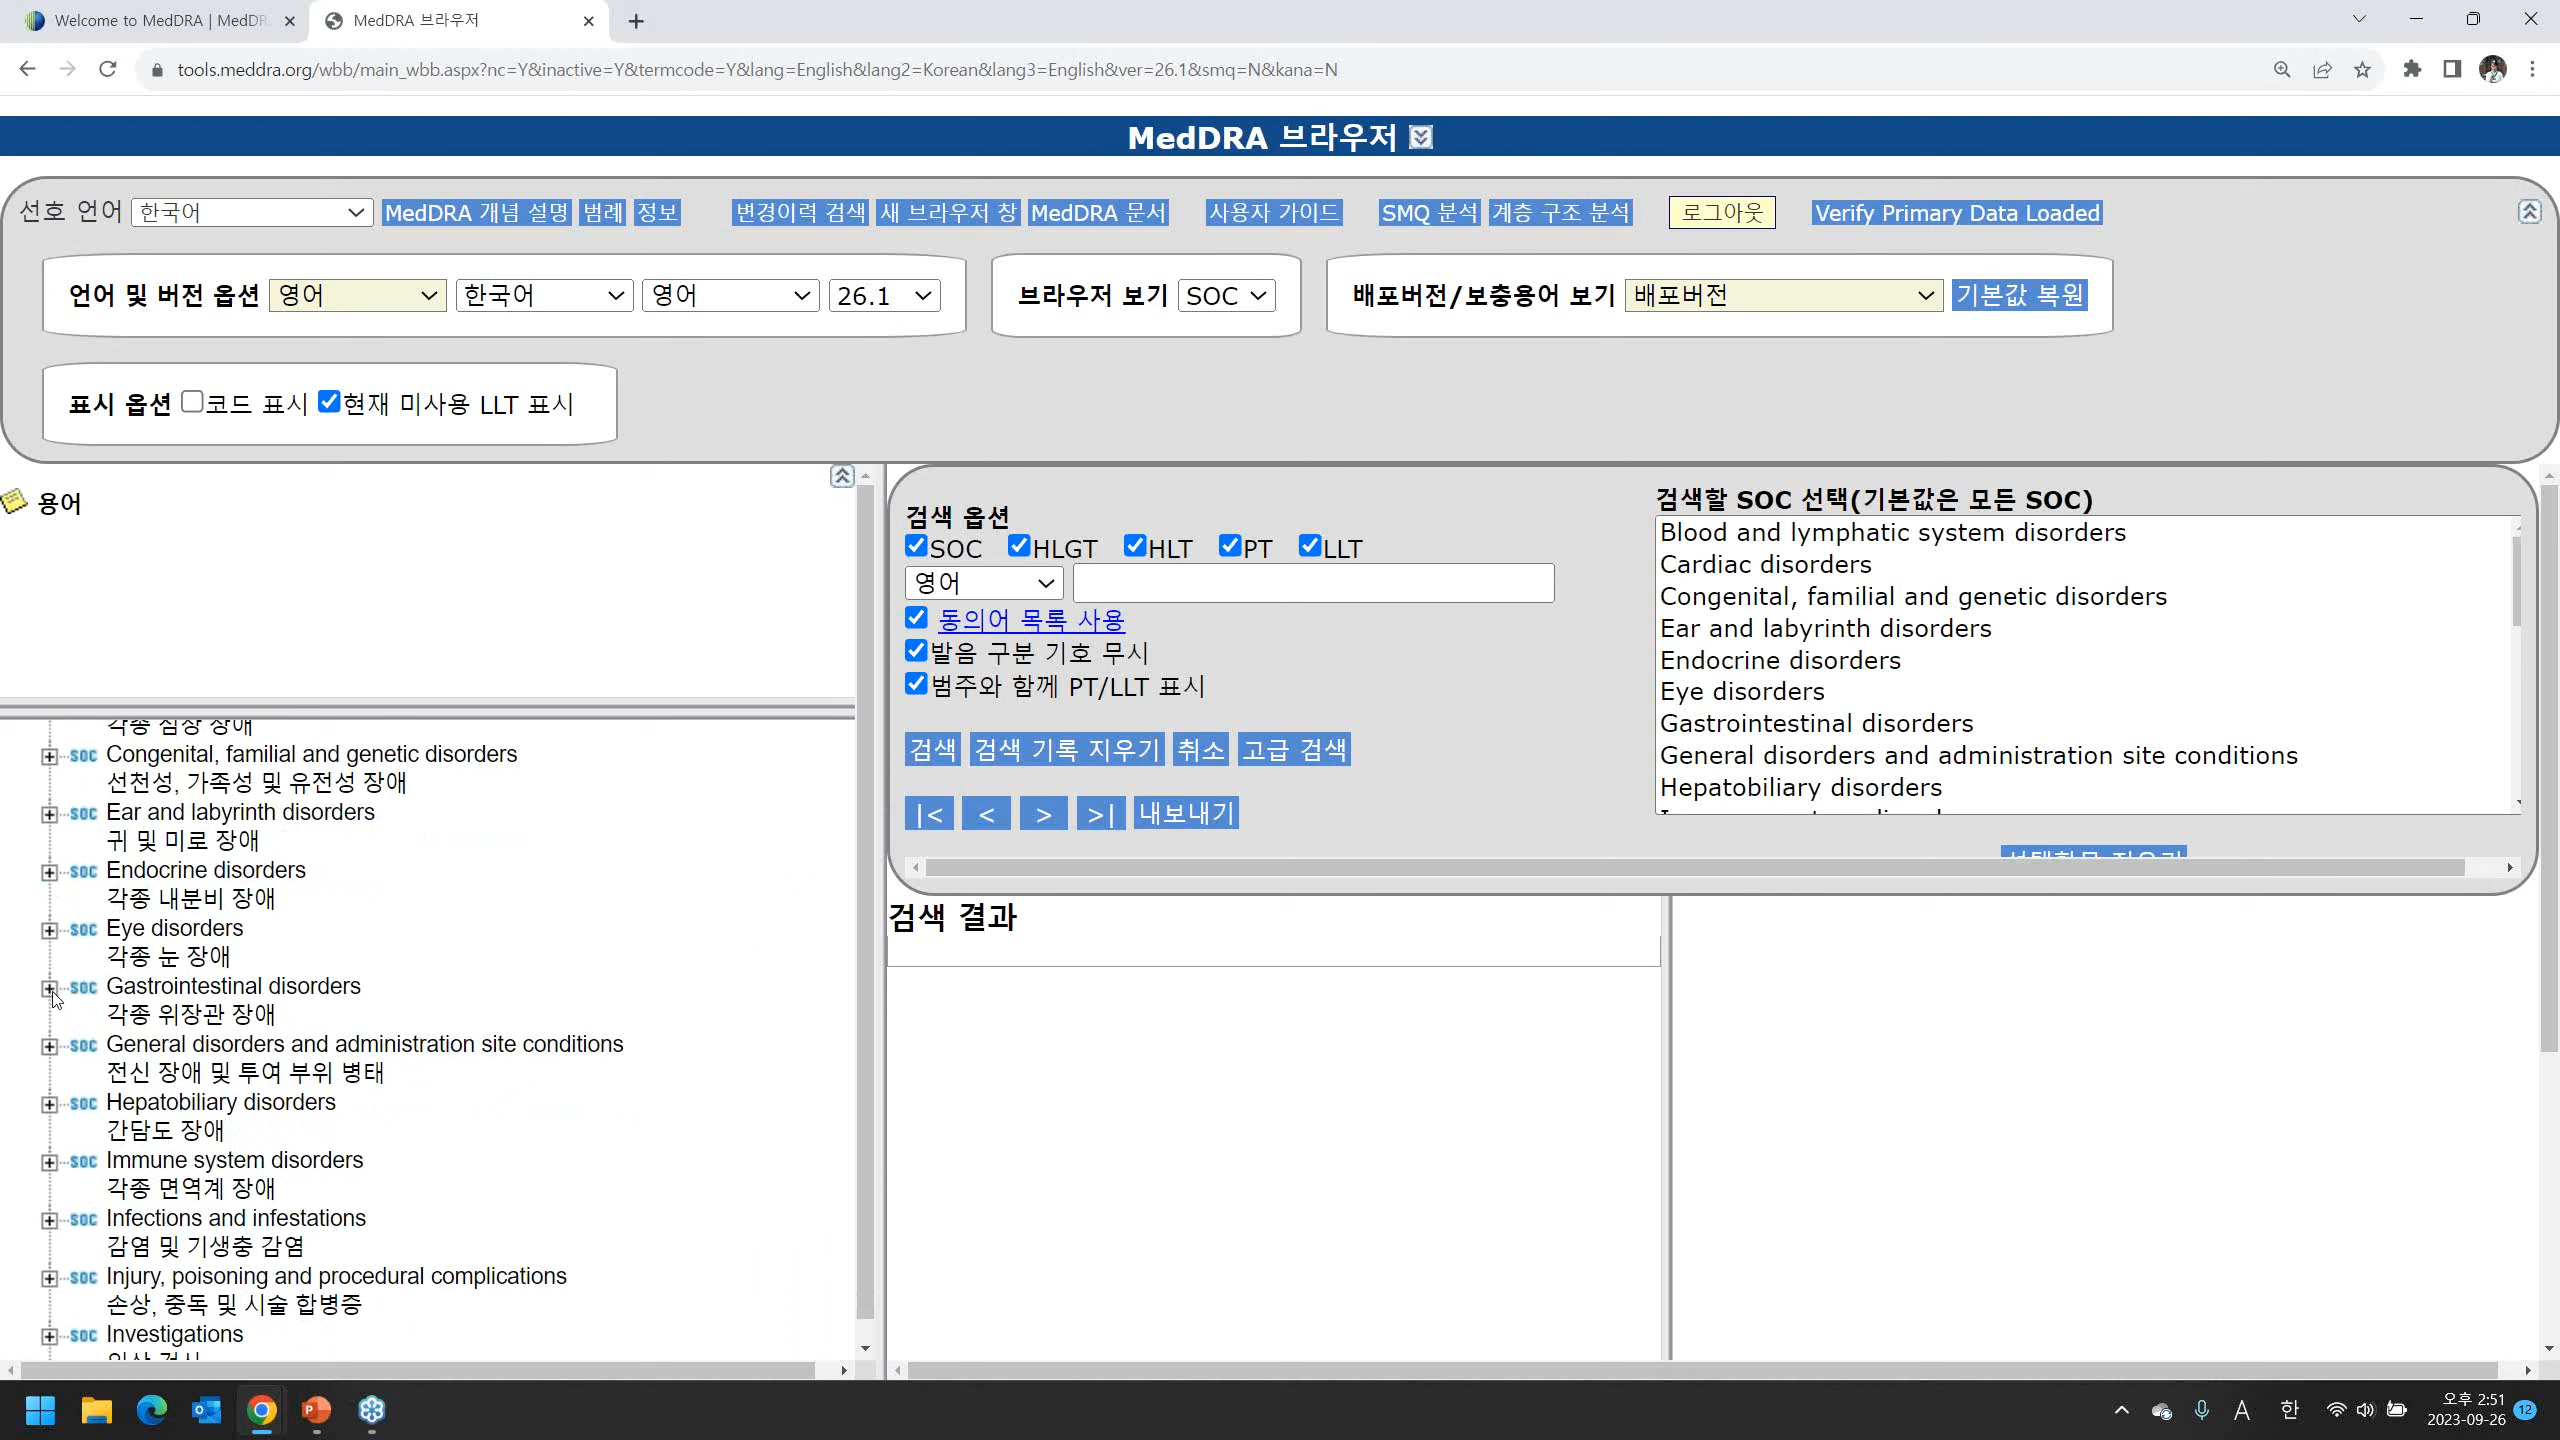 Welcome to MedDRA | MedDR
MedDRA 브라우저
tools.meddra.org/wbb/main_wbb.aspx?nc=Y&inactive=Y&termcode=Y&lang=English&lang2=Korean&lang3=English&ver=26.1&smq=N&kana=N
MedDRA 브라우저
선호 언어 한국어 MedDRA 개념 설명 범례 정보 변경이력 검색 새 브라우저 창 MedDRA 문서 사용자 가이드 SMQ 분석 계층 구조 분석 로그아웃 Verify Primary Data Loaded
언어 및 버전 옵션 영어 한국어 영어 26.1 브라우저 보기 SOC 배포버전/보충용어 보기 배포버전 기본값 복원
표시 옵션 코드 표시 현재 미사용 LLT 표시
용어
각종 심장 장애
SOC Congenital, familial and genetic disorders
선천성, 가족성 및 유전성 장애
SOC Ear and labyrinth disorders
귀 및 미로 장애
SOC Endocrine disorders
각종 내분비 장애
SOC Eye disorders
각종 눈 장애
SOC Gastrointestinal disorders
각종 위장관 장애
SOC General disorders and administration site conditions
전신 장애 및 투여 부위 병태
SOC Hepatobiliary disorders
간담도 장애
SOC Immune system disorders
각종 면역계 장애
SOC Infections and infestations
감염 및 기생충 감염
SOC Injury, poisoning and procedural complications
손상, 중독 및 시술 합병증
SOC Investigations
검색 옵션
SOC HLGT HLT PT LLT
영어
동의어 목록 사용
발음 구분 기호 무시
범주와 함께 PT/LLT 표시
검색 검색 기록 지우기 취소 고급 검색
|< < > >| 내보내기
검색할 SOC 선택(기본값은 모든 SOC)
Blood and lymphatic system disorders
Cardiac disorders
Congenital, familial and genetic disorders
Ear and labyrinth disorders
Endocrine disorders
Eye disorders
Gastrointestinal disorders
General disorders and administration site conditions
Hepatobiliary disorders
검색 결과
A 한 오후 2:51
2023-09-26 12